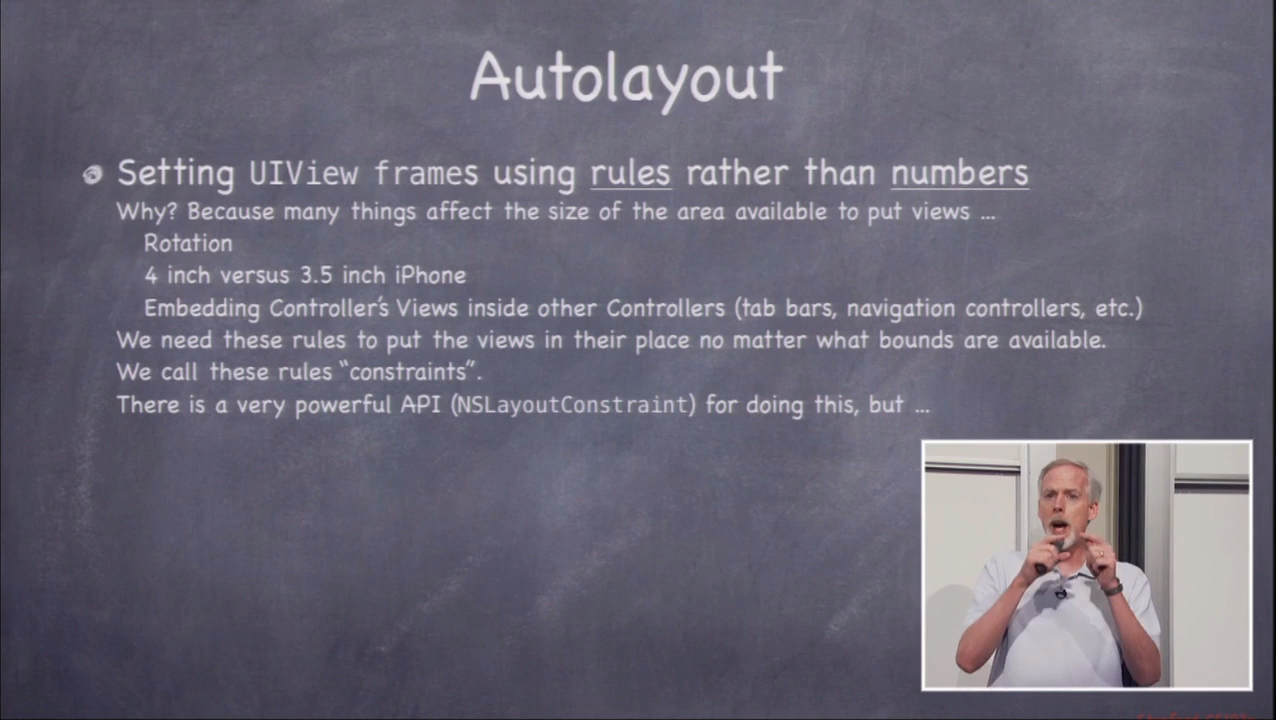 Autolayout
Setting UIView frames using rules rather than numbers
Why? Because many things affect the size of the area available to put views ...
Rotation
4 inch versus 3.5 inch iPhone
Embedding Controller's Views inside other Controllers (tab bars, navigation controllers, etc.)
We need these rules to put the views in their place no matter what bounds are available.
We call these rules “constraints”.
There is a very powerful API (NSLayoutConstraint) for doing this, but ...